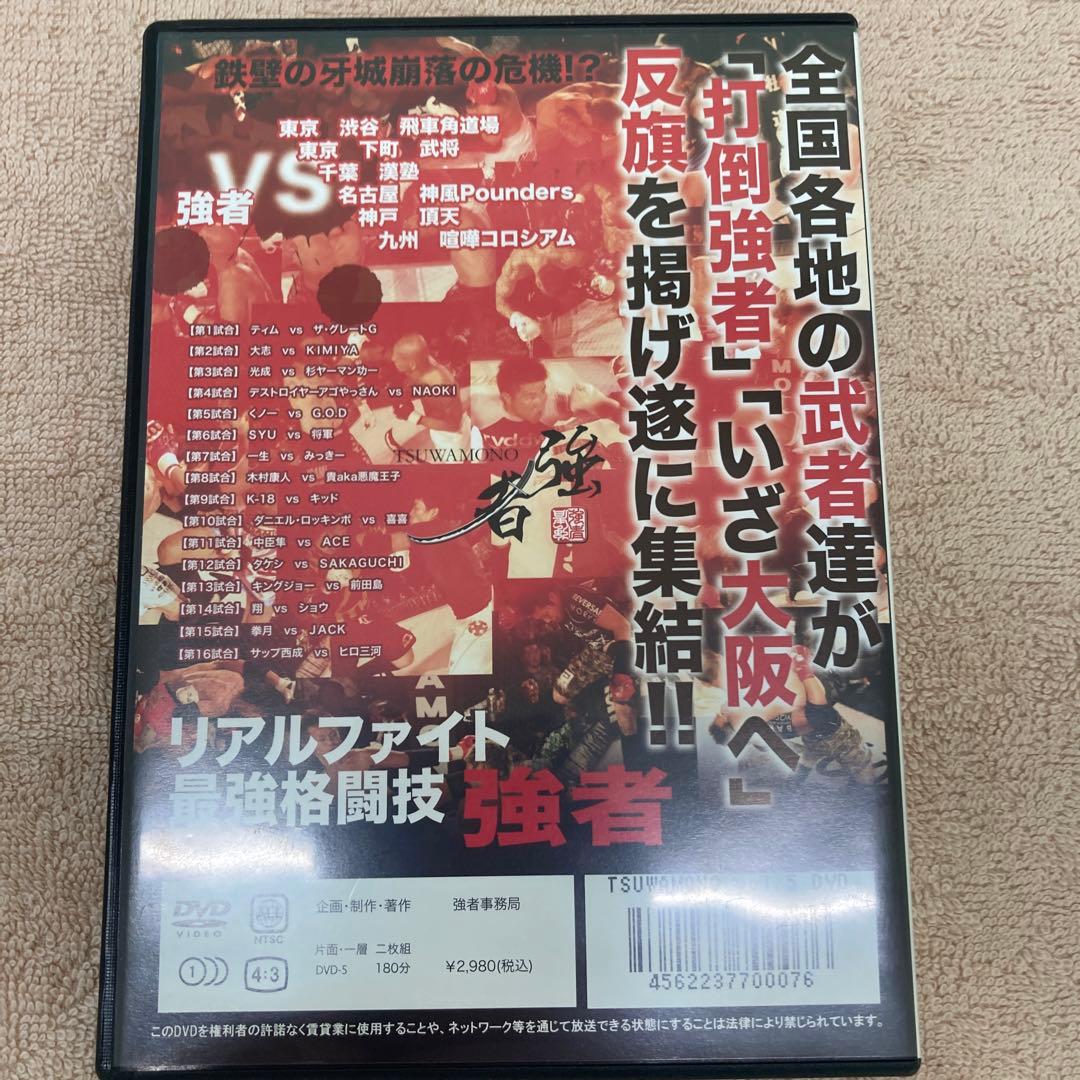 全国各地の武者達が
「打倒強者」「いざ大阪へ」
反旗を掲げ遂に集結!!
鉄壁の牙城崩落の危機!?
強者
VS
東京 渋谷 飛車角道場
東京 下町 武将
千葉 漢塾
名古屋 神風Pounders
神戸 頂天
九州 喧嘩コロシアム
【第1試合】 ティム vs ザ・グレートG
【第2試合】 大志 vs KIMIYA
【第3試合】 光成 vs 杉ヤーマン功一
【第4試合】 デストロイヤーアゴやっさん vs NAOKI
【第5試合】 くノー vs G.O.D
【第6試合】 SYU vs 将軍
【第7試合】 一生 vs みっきー
【第8試合】 木村康人 vs 貴aka悪魔王子
【第9試合】 K-18 vs キッド
【第10試合】 ダニエル・ロッキンポ vs 喜喜
【第11試合】 中臣隼 vs ACE
【第12試合】 タケシ vs SAKAGUCHI
【第13試合】 キングジョー vs 前田島
【第14試合】 翔 vs ショウ
【第15試合】 拳月 vs JACK
【第16試合】 サップ西成 vs ヒロ三河
TSUWAMONO
強者
リアルファイト
最強格闘技 強者
DVD
VIDEO
ALL
NTSC
4:3
企画・制作・著作 強者事務局
片面・一層 二枚組
DVD-5 180分 ¥2,980(税込)
4562237700076
このDVDを権利者の許諾なく賃貸業に使用することや、ネットワーク等を通じて放送できる状態にすることは法律により禁じられています。